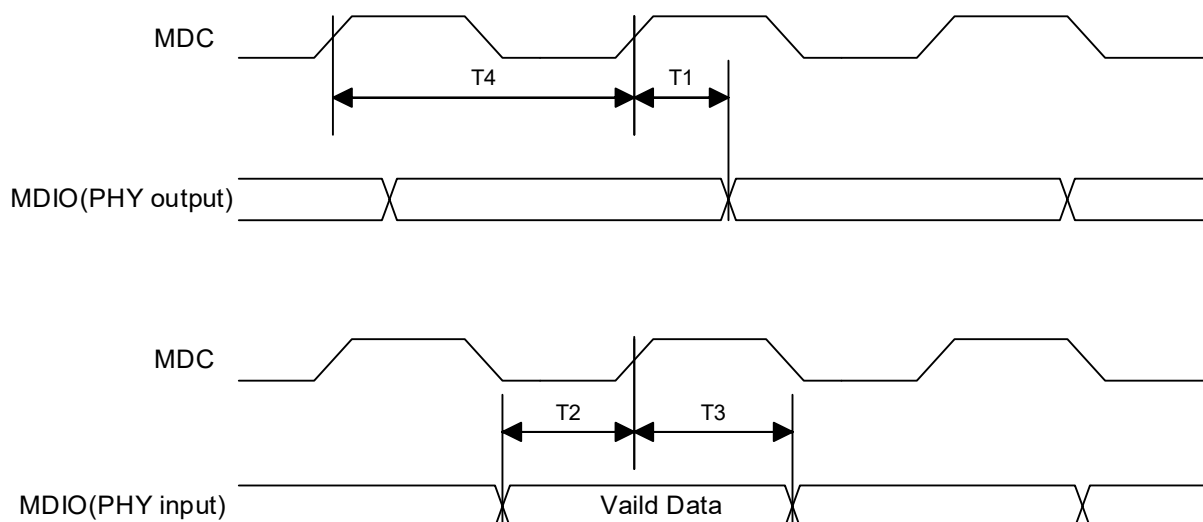 MDC
T4
T1
MDIO(PHY output)
MDC
T2
T3
MDIO(PHY input)
Vaild Data